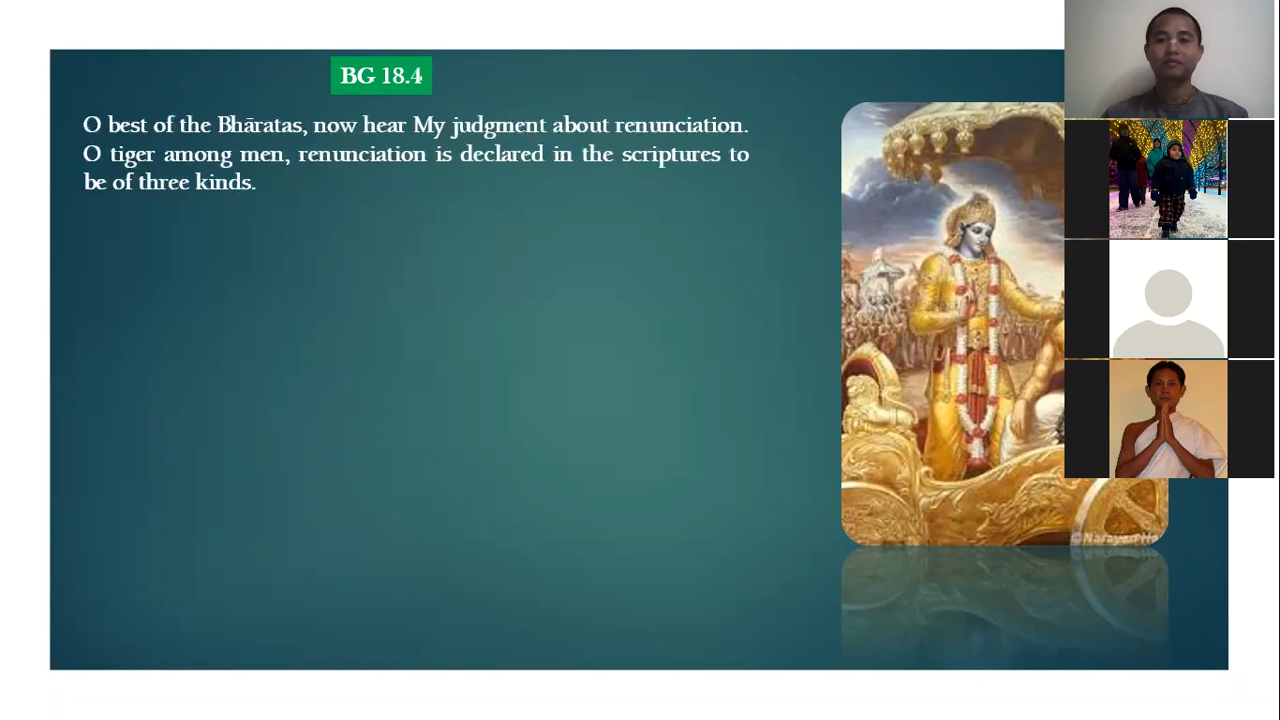 BG 18.4
O best of the Bhāratas, now hear My judgment about renunciation.
O tiger among men, renunciation is declared in the scriptures to
be of three kinds.